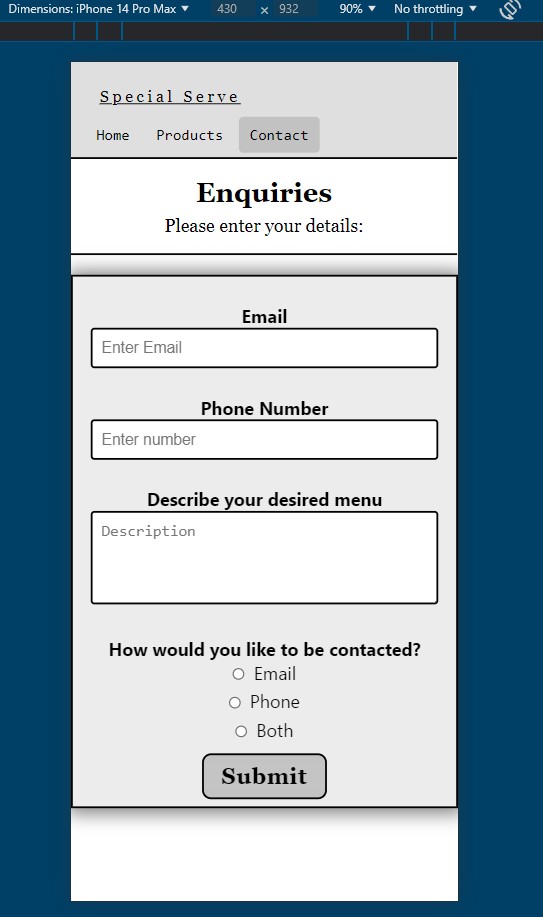 Dimensions: iPhone 14 Pro Max ▼ 430 × 932 90% ▼ No throttling ▼
Special Serve
Home Products Contact
Enquiries
Please enter your details:
Email
Enter Email
Phone Number
Enter number
Describe your desired menu
Description
How would you like to be contacted?
Email
Phone
Both
Submit